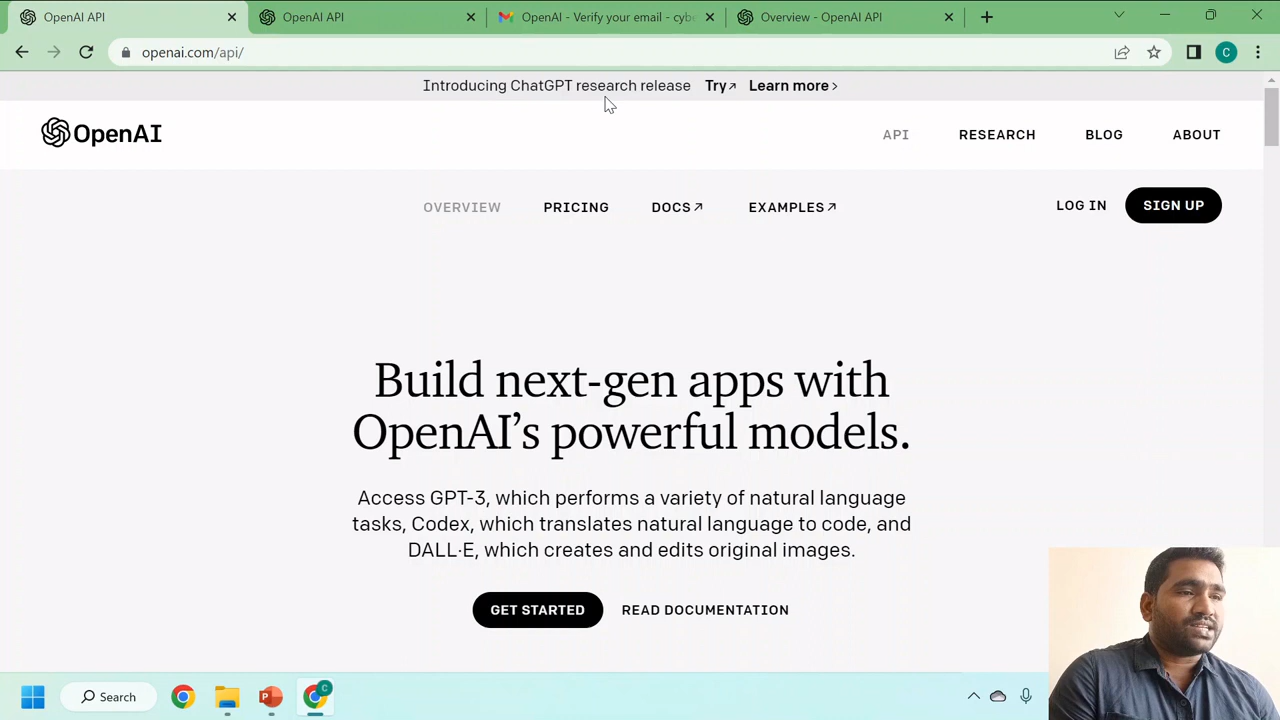 OpenAI API
OpenAI API
OpenAI - Verify your email - cybe
Overview - OpenAI API
openai.com/api/
Introducing ChatGPT research release Try↗ Learn more >
OpenAI
API RESEARCH BLOG ABOUT
OVERVIEW PRICING DOCS↗ EXAMPLES↗ LOG IN SIGN UP
Build next-gen apps with
OpenAI’s powerful models.
Access GPT-3, which performs a variety of natural language
tasks, Codex, which translates natural language to code, and
DALL·E, which creates and edits original images.
GET STARTED READ DOCUMENTATION
Search
C
C